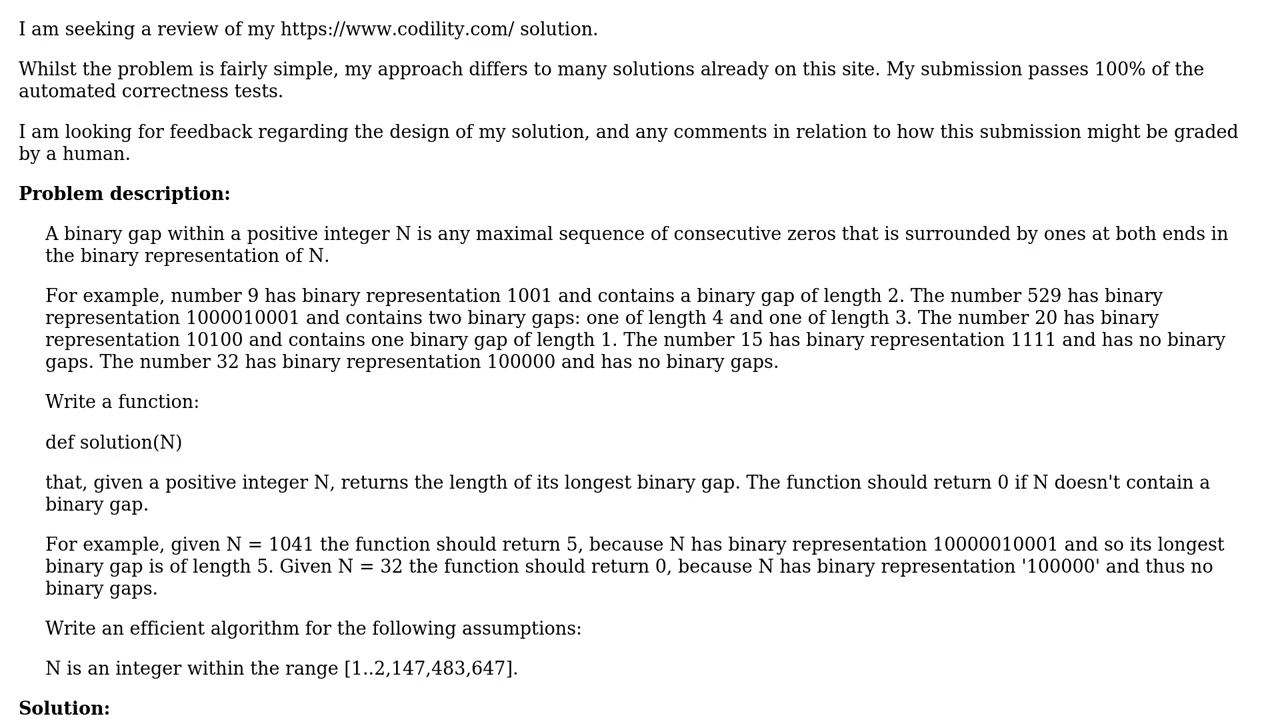 I am seeking a review of my https://www.codility.com/ solution.
Whilst the problem is fairly simple, my approach differs to many solutions already on this site. My submission passes 100% of the
automated correctness tests.
I am looking for feedback regarding the design of my solution, and any comments in relation to how this submission might be graded
by a human.
Problem description:
A binary gap within a positive integer N is any maximal sequence of consecutive zeros that is surrounded by ones at both ends in
the binary representation of N.
For example, number 9 has binary representation 1001 and contains a binary gap of length 2. The number 529 has binary
representation 1000010001 and contains two binary gaps: one of length 4 and one of length 3. The number 20 has binary
representation 10100 and contains one binary gap of length 1. The number 15 has binary representation 1111 and has no binary
gaps. The number 32 has binary representation 100000 and has no binary gaps.
Write a function:
def solution(N)
that, given a positive integer N, returns the length of its longest binary gap. The function should return 0 if N doesn't contain a
binary gap.
For example, given N = 1041 the function should return 5, because N has binary representation 10000010001 and so its longest
binary gap is of length 5. Given N = 32 the function should return 0, because N has binary representation '100000' and thus no
binary gaps.
Write an efficient algorithm for the following assumptions:
N is an integer within the range [1..2,147,483,647].
Solution: